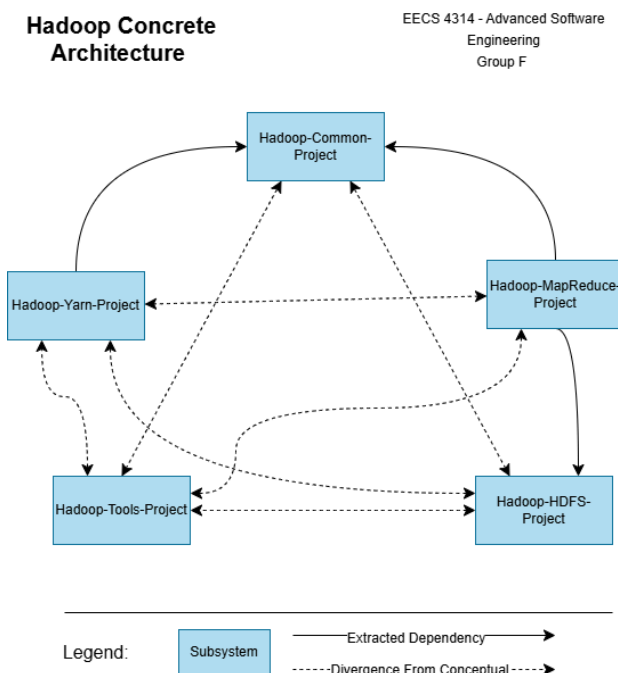 Hadoop Concrete
Architecture
EECS 4314 - Advanced Software
Engineering
Group F
Hadoop-Common-
Project
Hadoop-Yarn-Project
Hadoop-MapReduce-
Project
Hadoop-Tools-Project
Hadoop-HDFS-
Project
Legend:
Subsystem
Extracted Dependency
Divergence From Conceptual